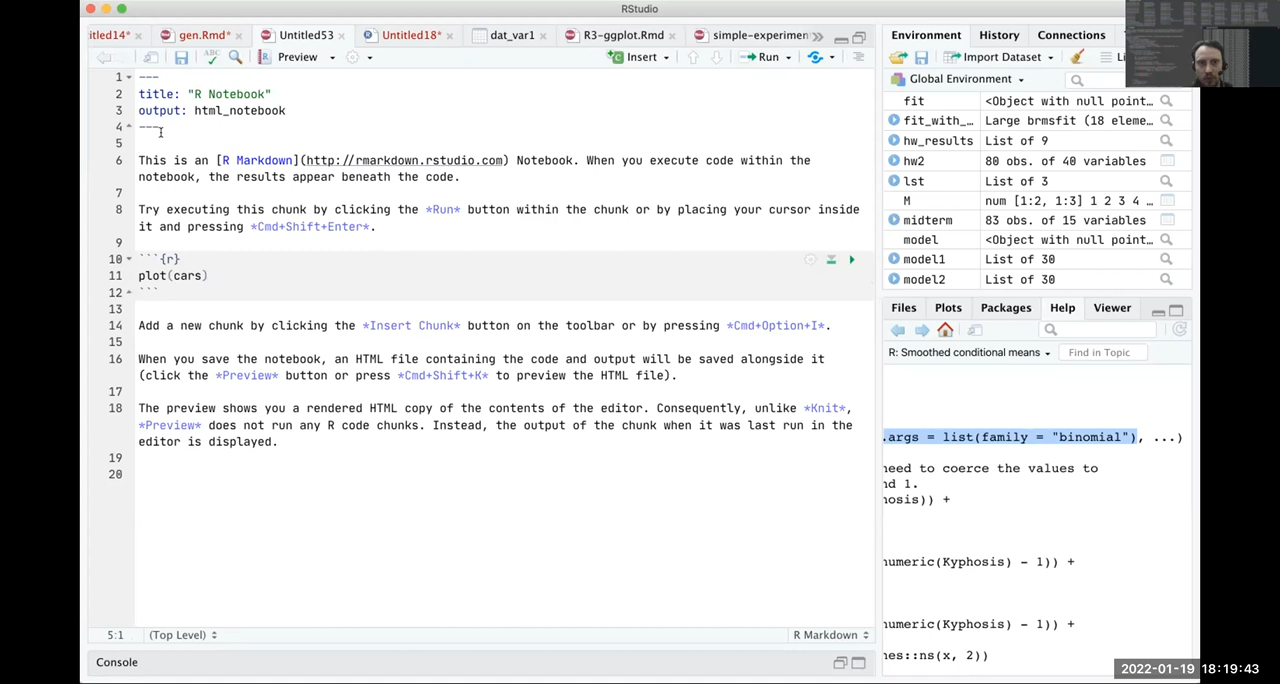 RStudio
itled14*
gen.Rmd*
Untitled53
Untitled18*
dat_var1
R3-ggplot.Rmd
simple-experimen
ABC
Preview
Insert
Run
1 ---
2 title: "R Notebook"
3 output: html_notebook
4 ---
5
6 This is an [R Markdown](http://rmarkdown.rstudio.com) Notebook. When you execute code within the
notebook, the results appear beneath the code.
7
8 Try executing this chunk by clicking the *Run* button within the chunk or by placing your cursor inside
it and pressing *Cmd+Shift+Enter*.
9
10 ```{r}
11 plot(cars)
12 ```
13
14 Add a new chunk by clicking the *Insert Chunk* button on the toolbar or by pressing *Cmd+Option+I*.
15
16 When you save the notebook, an HTML file containing the code and output will be saved alongside it
(click the *Preview* button or press *Cmd+Shift+K* to preview the HTML file).
17
18 The preview shows you a rendered HTML copy of the contents of the editor. Consequently, unlike *Knit*,
*Preview* does not run any R code chunks. Instead, the output of the chunk when it was last run in the
editor is displayed.
19
20
5:1 (Top Level) R Markdown
Console
Environment History Connections
Import Dataset Li
Global Environment
fit <Object with null point…
fit_with_… Large brmsfit (18 eleme…
hw_results List of 9
hw2 80 obs. of 40 variables
lst List of 3
M num [1:2, 1:3] 1 2 3 4 …
midterm 83 obs. of 15 variables
model <Object with null point…
model1 List of 30
model2 List of 30
Files Plots Packages Help Viewer
R: Smoothed conditional means Find in Topic
.args = list(family = "binomial"), ...)
need to coerce the values to
nd 1.
nosis)) +
numeric(Kyphosis) - 1)) +
numeric(Kyphosis) - 1)) +
nes::ns(x, 2))
2022-01-19 18:19:43